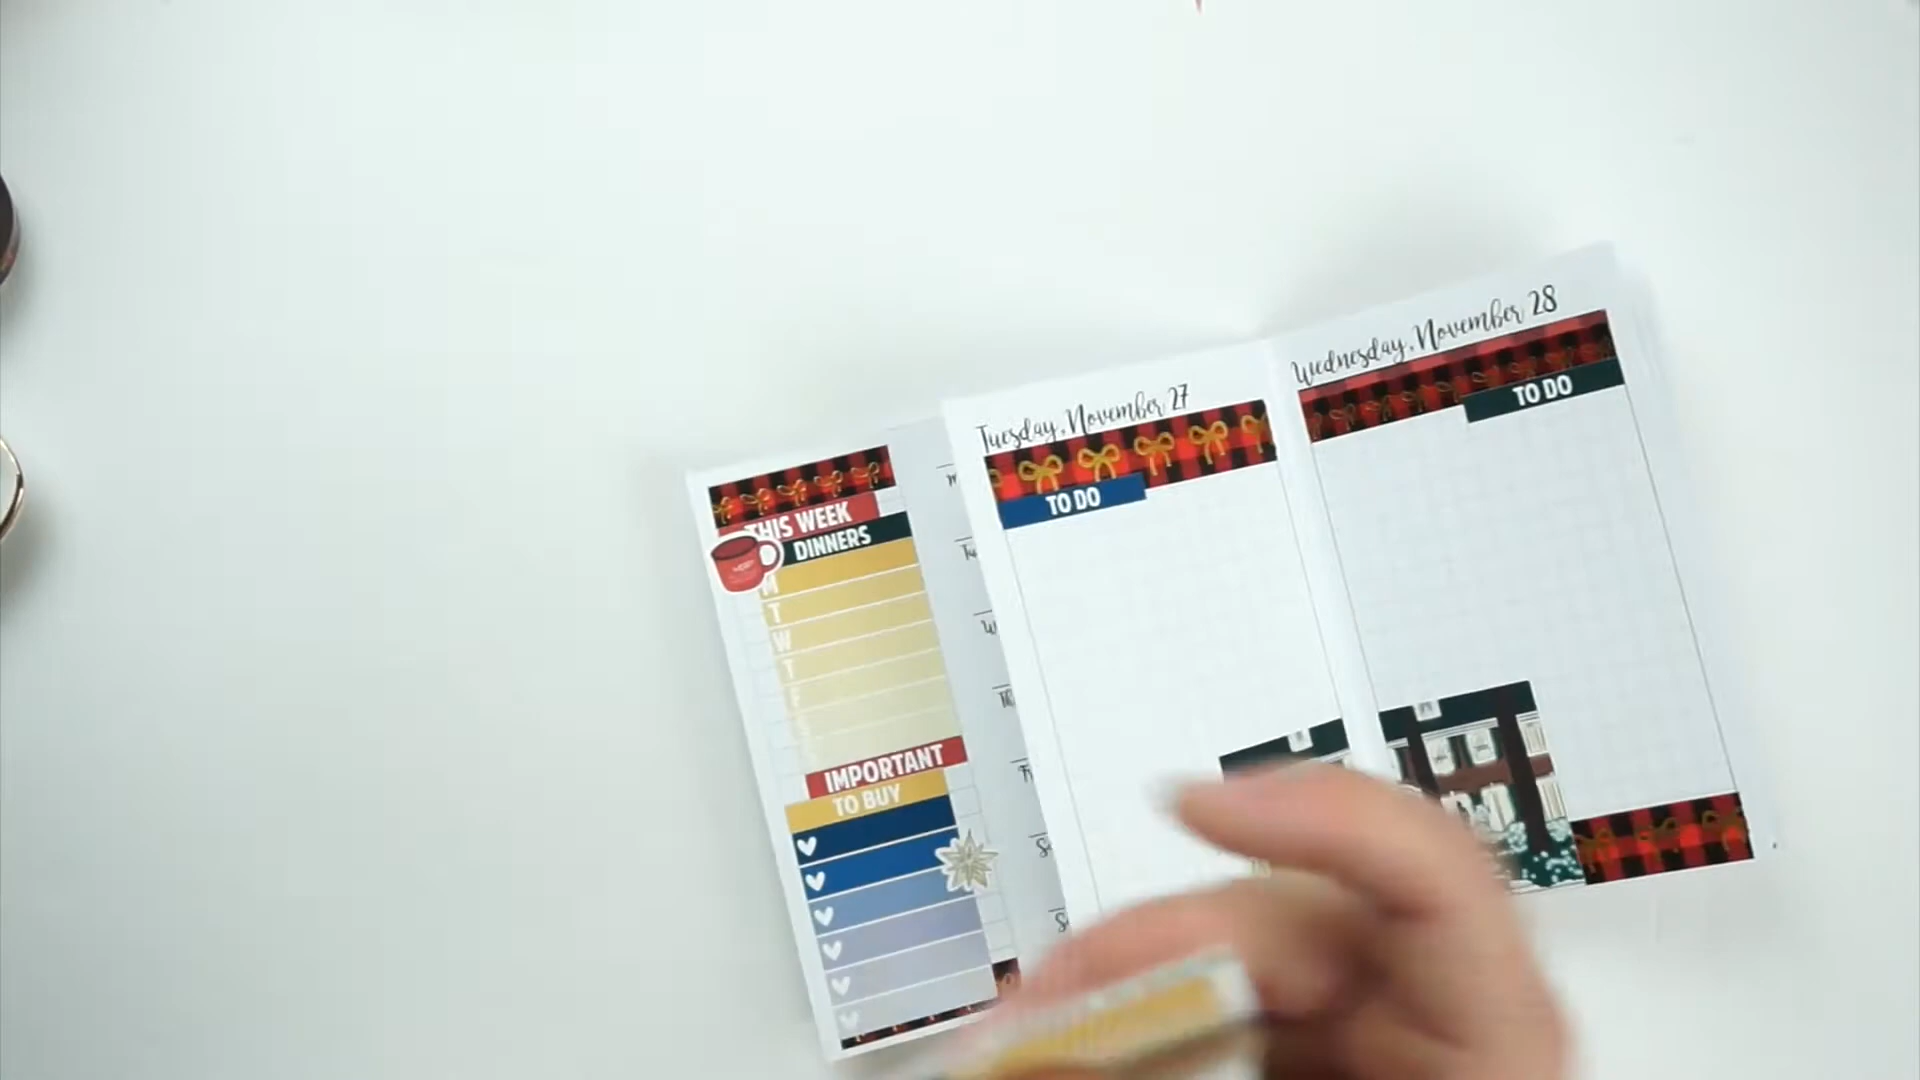 THIS WEEK
DINNERS
M
T
W
T
IMPORTANT
TO BUY
Tuesday, November 27
TO DO
Wednesday, November 28
TO DO